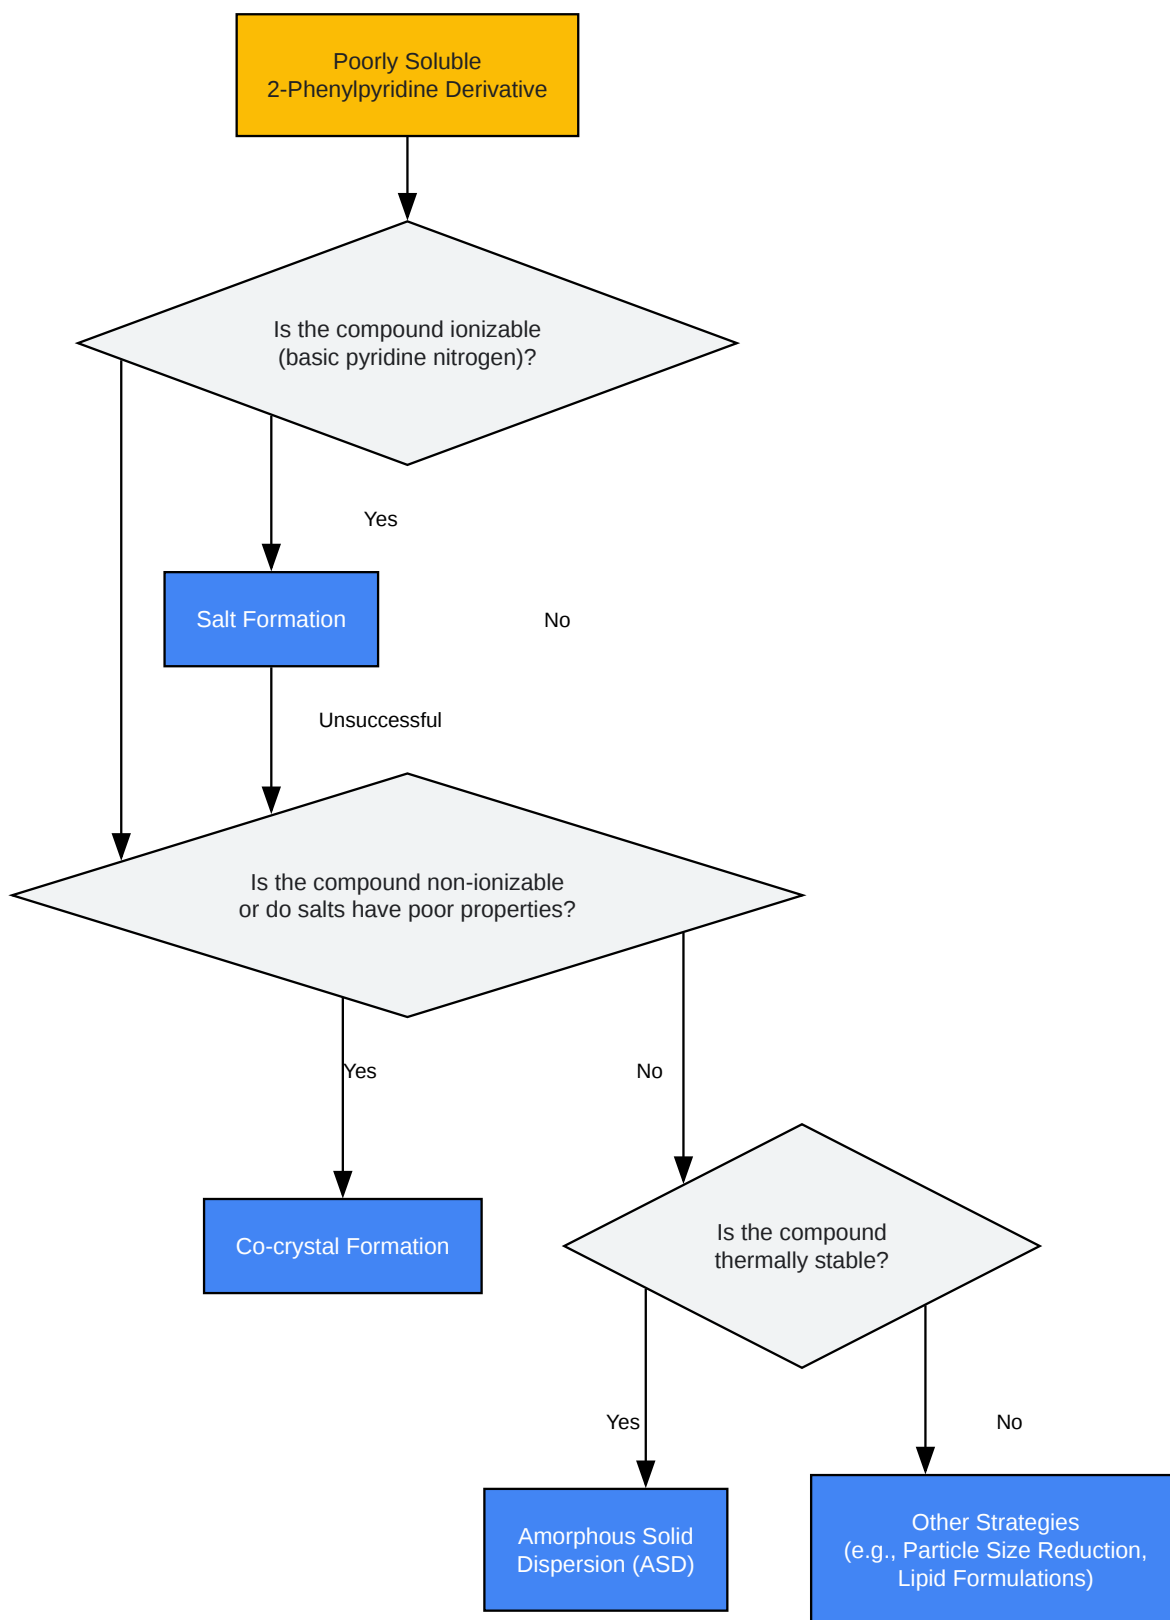 Poorly Soluble
2-Phenylpyridine Derivative
Is the compound ionizable
(basic pyridine nitrogen)?
Yes
Salt Formation
No
Unsuccessful
Is the compound non-ionizable
or do salts have poor properties?
Yes
No
Co-crystal Formation
Is the compound
thermally stable?
Yes
No
Amorphous Solid
Dispersion (ASD)
Other Strategies
(e.g., Particle Size Reduction,
Lipid Formulations)